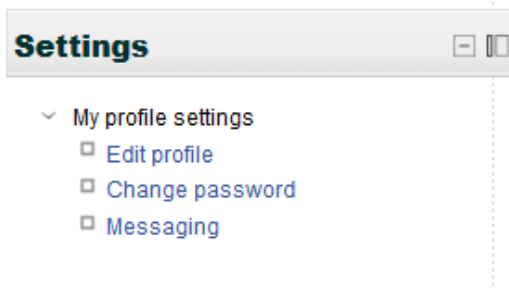 Settings
My profile settings
Edit profile
Change password
Messaging